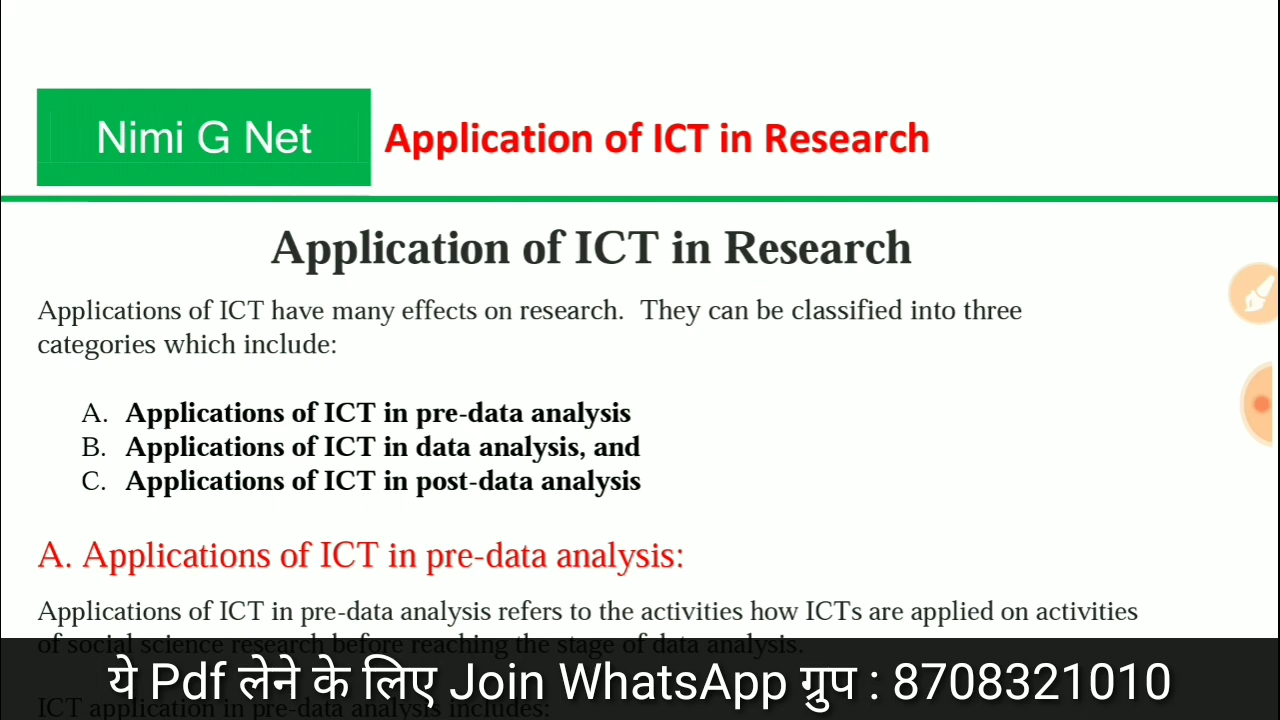 Nimi G Net
Application of ICT in Research
Application of ICT in Research
Applications of ICT have many effects on research. They can be classified into three
categories which include:
A. Applications of ICT in pre-data analysis
B. Applications of ICT in data analysis, and
C. Applications of ICT in post-data analysis
A. Applications of ICT in pre-data analysis:
Applications of ICT in pre-data analysis refers to the activities how ICTs are applied on activities
of social science research before reaching the stage of data analysis.
ये Pdf लेने के लिए Join WhatsApp ग्रुप : 8708321010
ICT application in pre-data analysis includes: